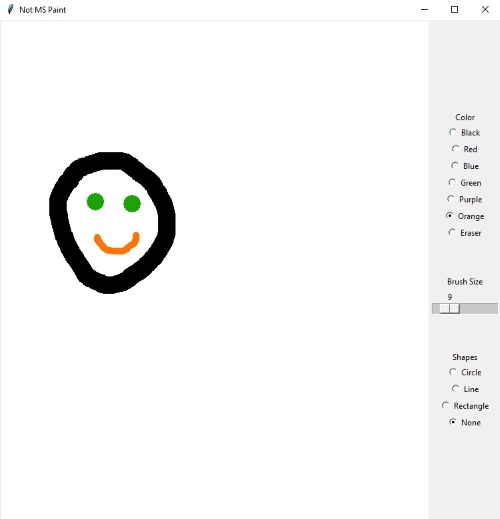 Not MS Paint
Color
Black
Red
Blue
Green
Purple
Orange
Eraser
Brush Size
9
Shapes
Circle
Line
Rectangle
None